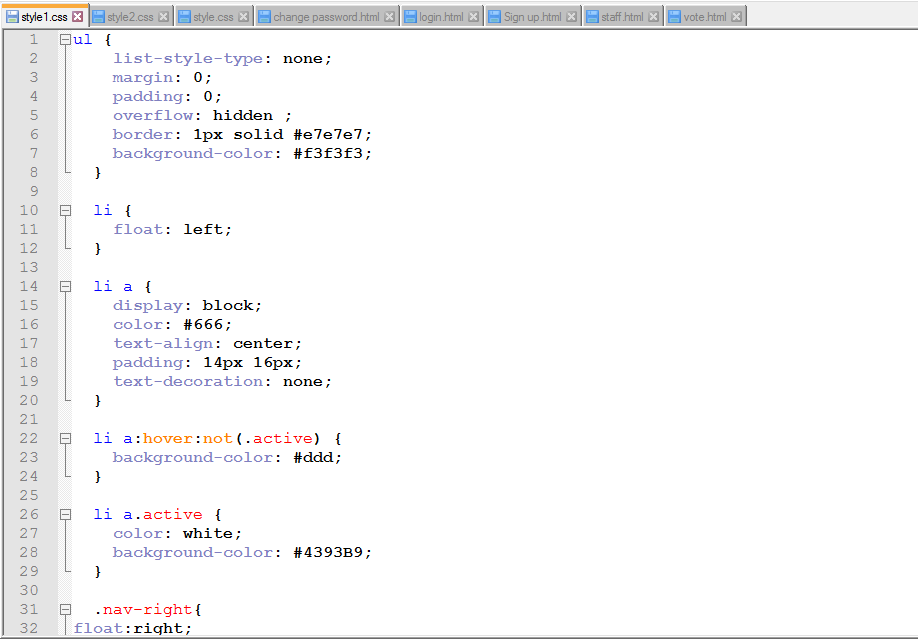 style1.css style2.css style.css change password.html login.html Sign up.html staff.html vote.html
1 ul {
2 list-style-type: none;
3 margin: 0;
4 padding: 0;
5 overflow: hidden ;
6 border: 1px solid #e7e7e7;
7 background-color: #f3f3f3;
8 }
9
10 li {
11 float: left;
12 }
13
14 li a {
15 display: block;
16 color: #666;
17 text-align: center;
18 padding: 14px 16px;
19 text-decoration: none;
20 }
21
22 li a:hover:not(.active) {
23 background-color: #ddd;
24 }
25
26 li a.active {
27 color: white;
28 background-color: #4393B9;
29 }
30
31 .nav-right{
32 float:right;